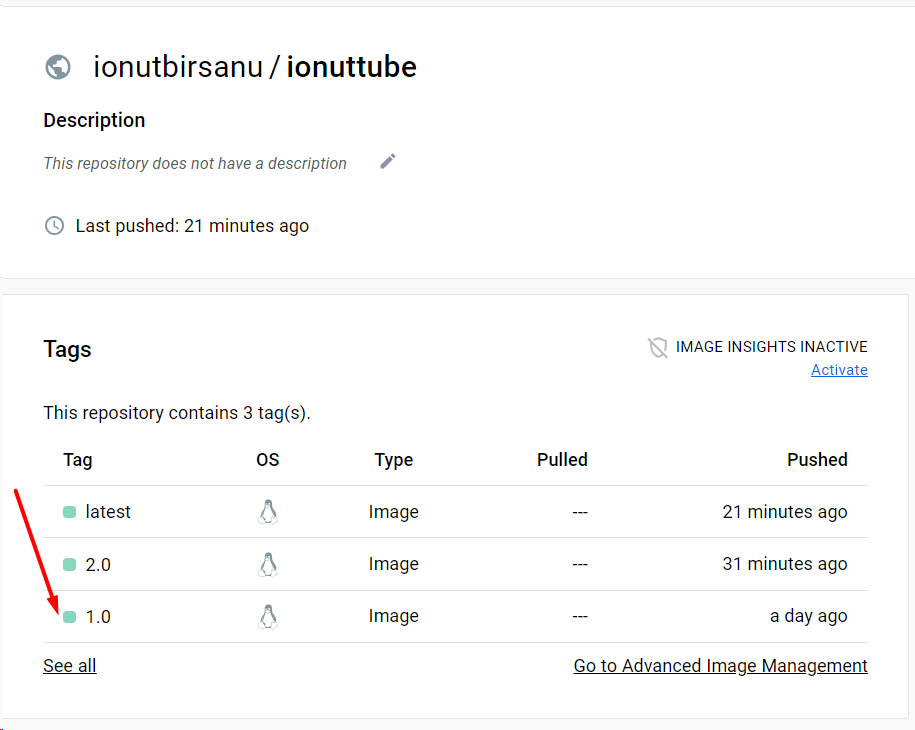 ionutbirsanu / ionuttube
Description
This repository does not have a description
Last pushed: 21 minutes ago
Tags
IMAGE INSIGHTS INACTIVE
Activate
This repository contains 3 tag(s).
Tag OS Type Pulled Pushed
latest Image --- 21 minutes ago
2.0 Image --- 31 minutes ago
1.0 Image --- a day ago
See all Go to Advanced Image Management